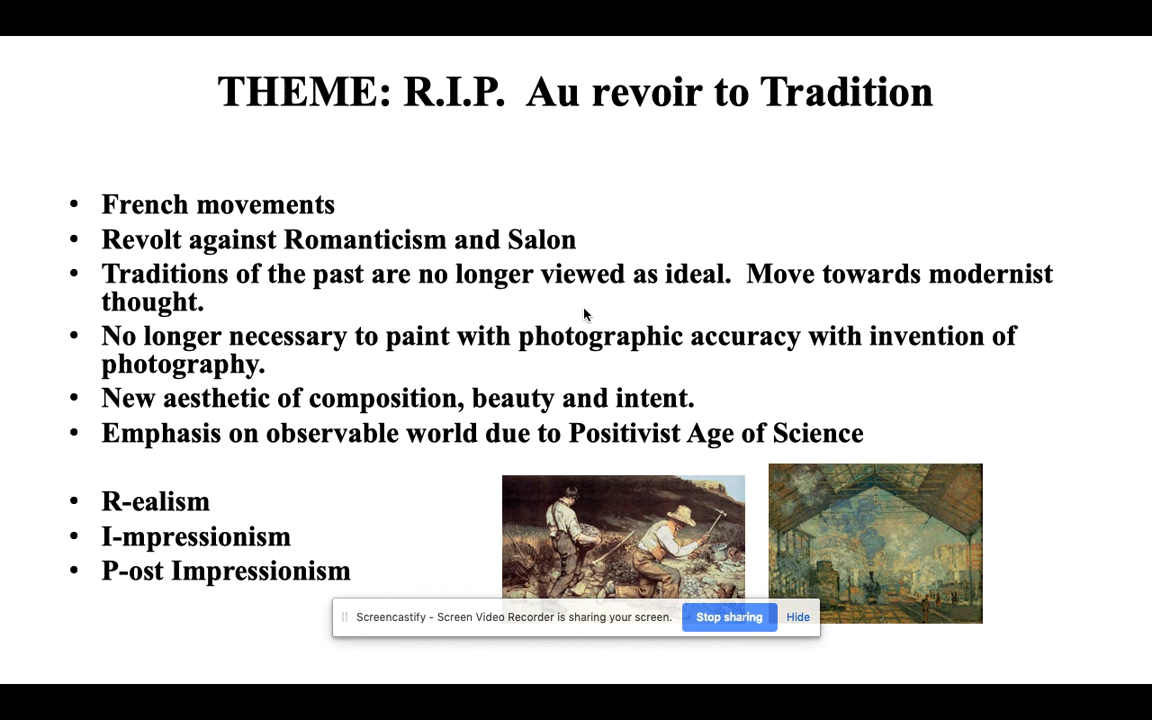 THEME: R.I.P.  Au revoir to Tradition
• French movements
• Revolt against Romanticism and Salon
• Traditions of the past are no longer viewed as ideal.  Move towards modernist
thought.
• No longer necessary to paint with photographic accuracy with invention of
photography.
• New aesthetic of composition, beauty and intent.
• Emphasis on observable world due to Positivist Age of Science
• R-ealism
• I-mpressionism
• P-ost Impressionism
Screencastify - Screen Video Recorder is sharing your screen. Stop sharing Hide